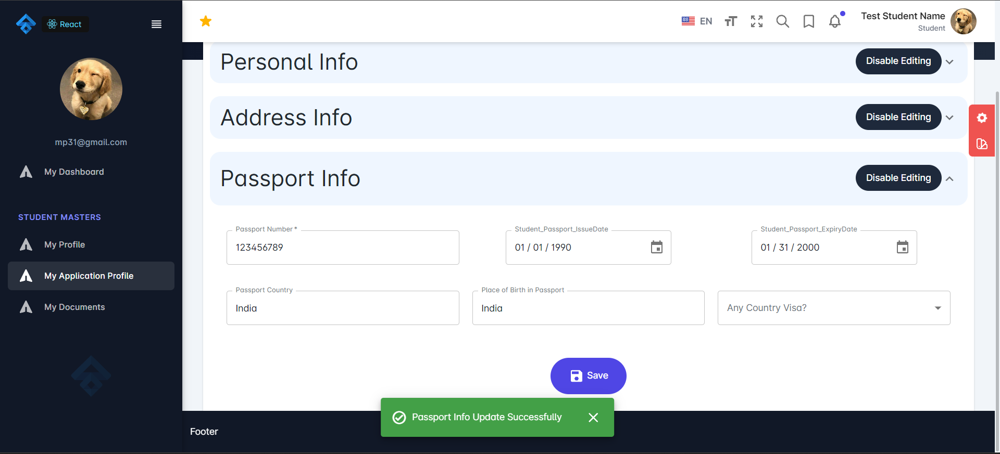 React
EN
Test Student Name
Student
mp31@gmail.com
My Dashboard
STUDENT MASTERS
My Profile
My Application Profile
My Documents
Personal Info
Disable Editing
Address Info
Disable Editing
Passport Info
Disable Editing
Passport Number *
123456789
Student_Passport_IssueDate
01 / 01 / 1990
Student_Passport_ExpiryDate
01 / 31 / 2000
Passport Country
India
Place of Birth in Passport
India
Any Country Visa?
Save
Passport Info Update Successfully
Footer